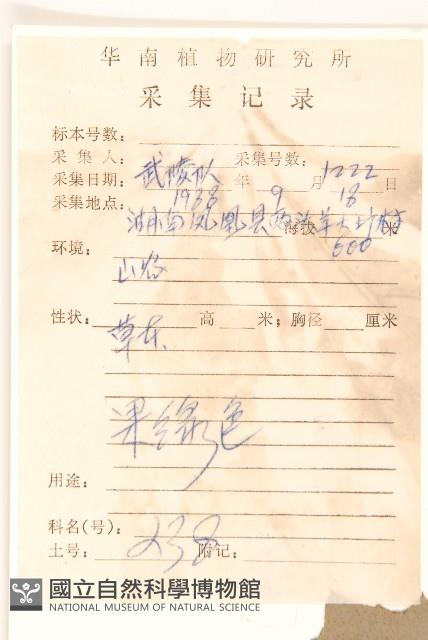 华南植物研究所
采集记录
标本号数：
采集人： 武陵队 采集号数： 1222
采集日期： 1988 年 9 月 18 日
采集地点： 湖南凤凰县 海拔 600 米
环境： 山谷
性状： 草本 高 米；胸径 厘米
果绿色
用途：
科名(号)： 238
土号： 附记：
國立自然科學博物館
NATIONAL MUSEUM OF NATURAL SCIENCE